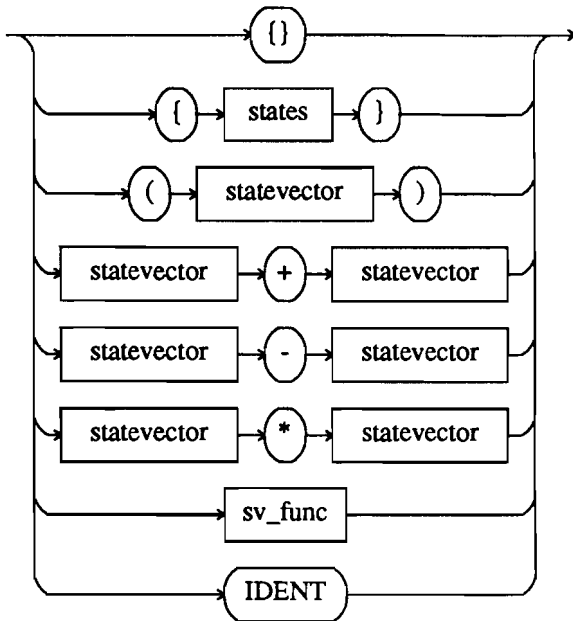 {}
{ states }
( statevector )
statevector + statevector
statevector - statevector
statevector * statevector
sv_func
IDENT